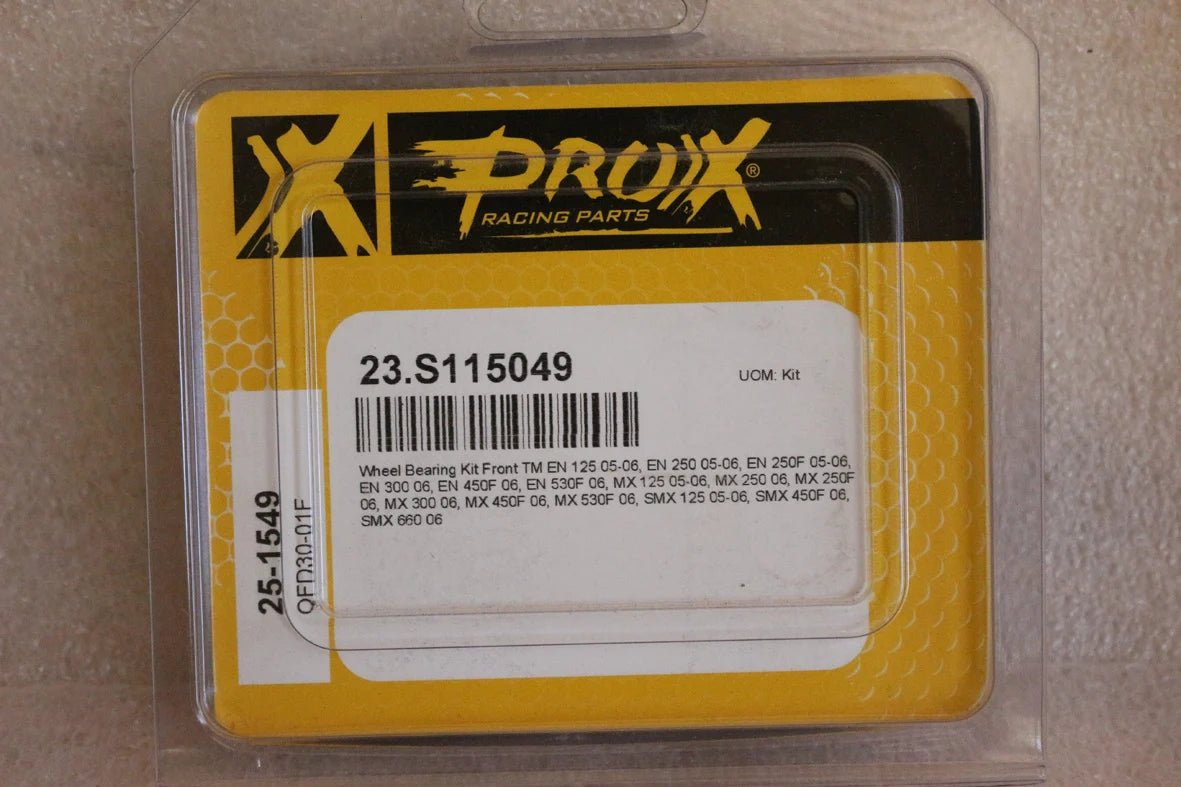 PROX®
RACING PARTS
23.S115049
UOM: Kit
Wheel Bearing Kit Front TM EN 125 05-06, EN 250 05-06, EN 250F 05-06,
EN 300 06, EN 450F 06, EN 530F 06, MX 125 05-06, MX 250 06, MX 250F
06, MX 300 06, MX 450F 06, MX 530F 06, SMX 125 05-06, SMX 450F 06,
SMX 660 06
25-1549
QFD30-01F